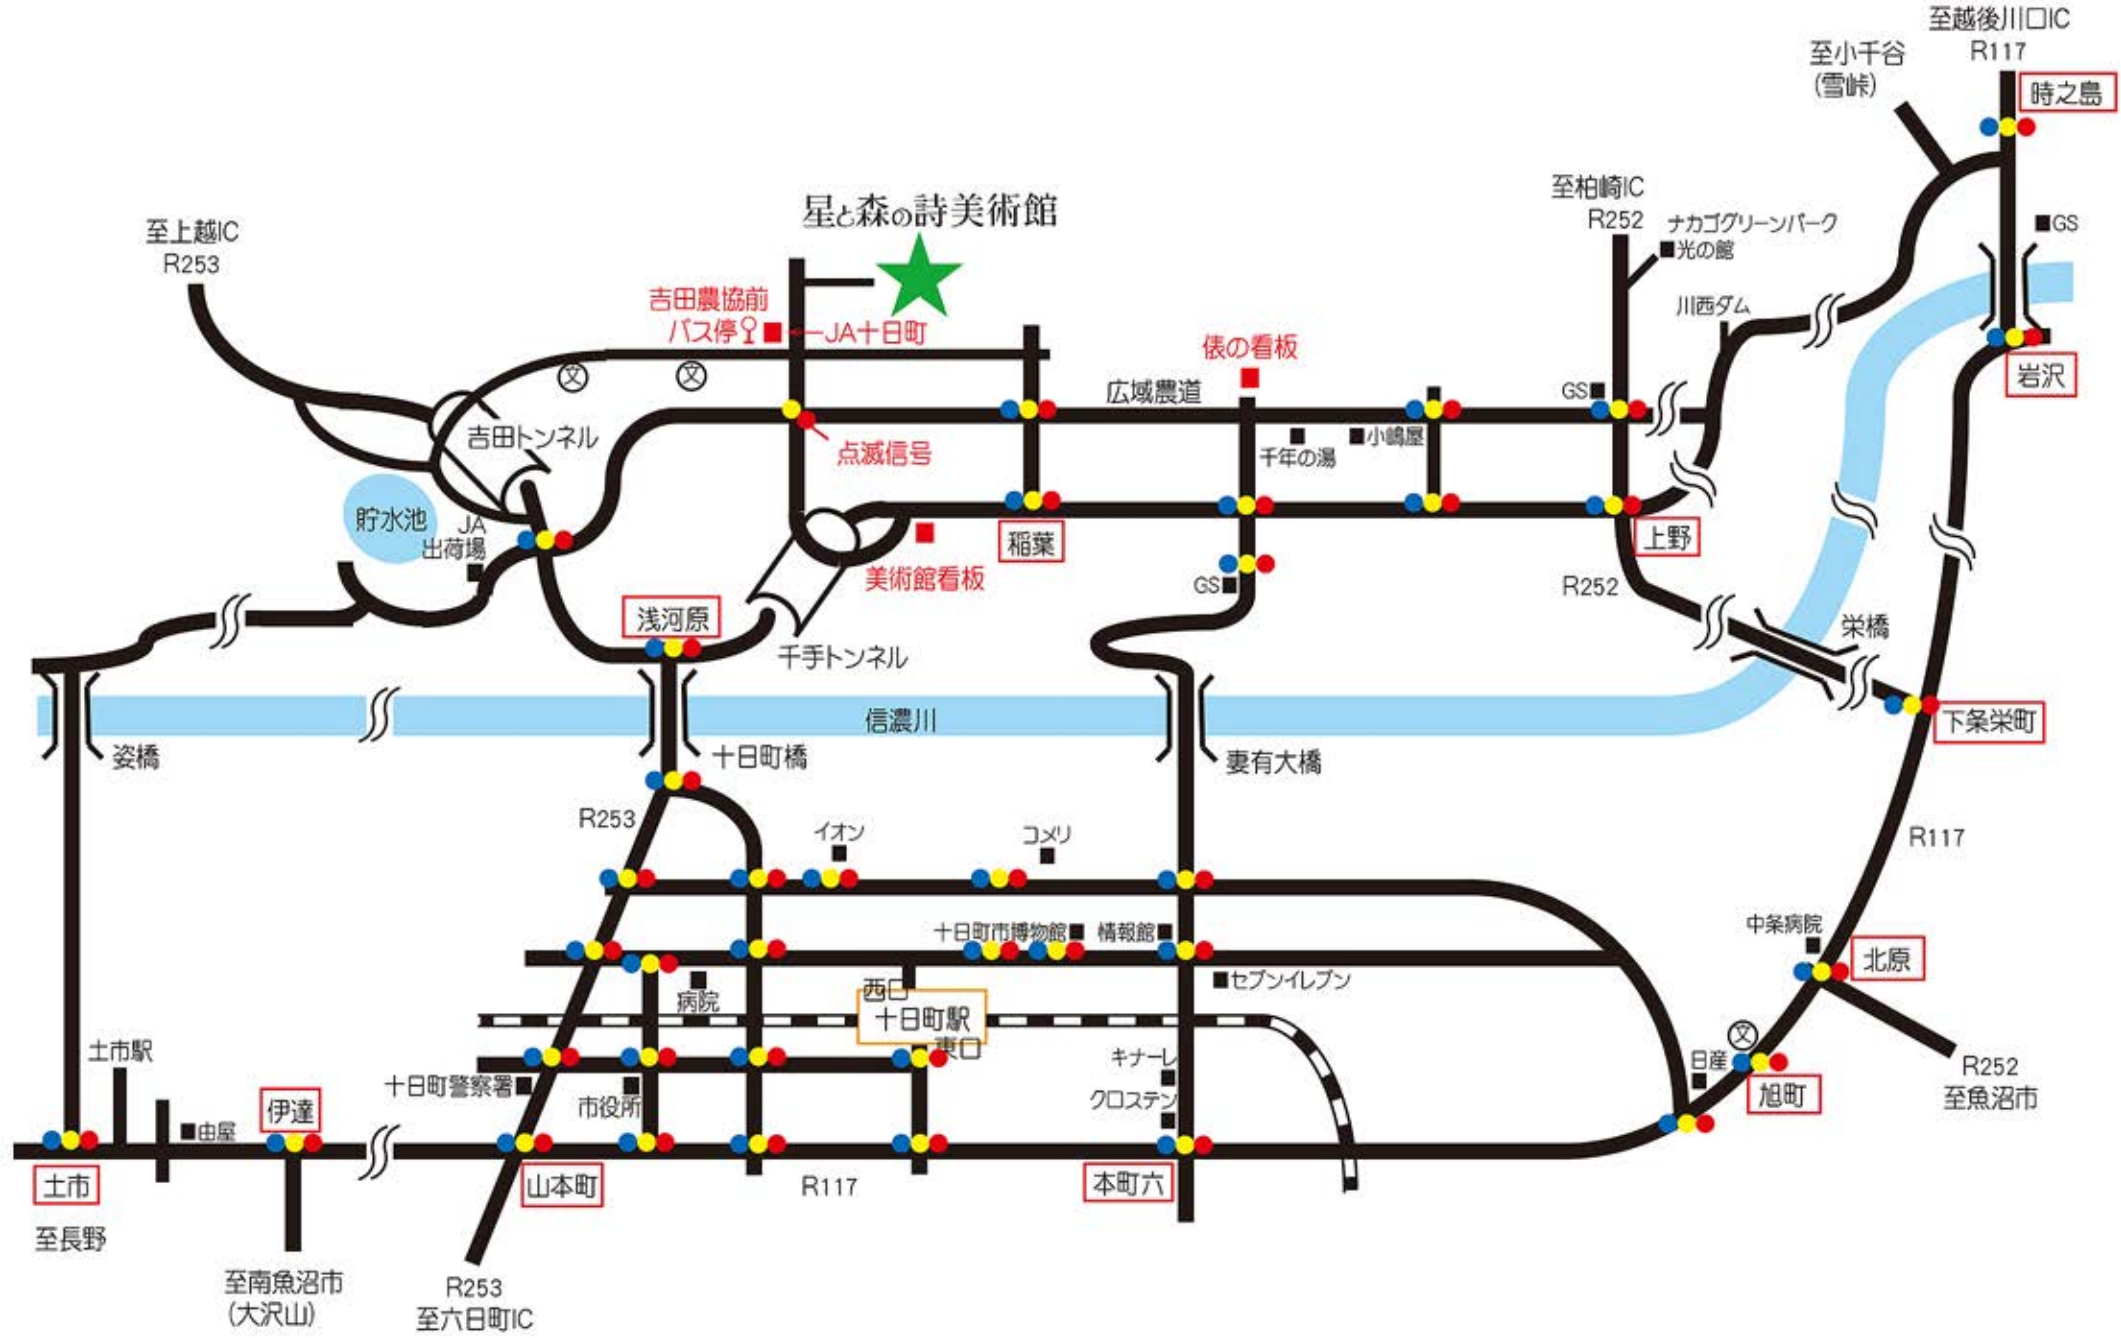 至越後川口IC
R117
至小千谷
(雪峠)
時之島
至柏崎IC
R252
ナカゴグリーンパーク
光の館
GS
星と森の詩美術館
至上越IC
R253
吉田農協前
バス停
JA十日町
川西ダム
俵の看板
岩沢
文
文
広域農道
GS
吉田トンネル
点滅信号
千年の湯
小嶋屋
貯水池
JA
出荷場
稲葉
上野
美術館看板
GS
R252
浅河原
栄橋
千手トンネル
信濃川
下条栄町
姿橋
十日町橋
妻有大橋
R253
イオン
コメリ
R117
十日町市博物館
情報館
中条病院
北原
病院
西口
セブンイレブン
十日町駅
東口
土市駅
キナーレ
文
日産
R252
至魚沼市
十日町警察署
市役所
クロステン
旭町
伊達
由屋
土市
山本町
R117
本町六
至長野
至南魚沼市
(大沢山)
R253
至六日町IC